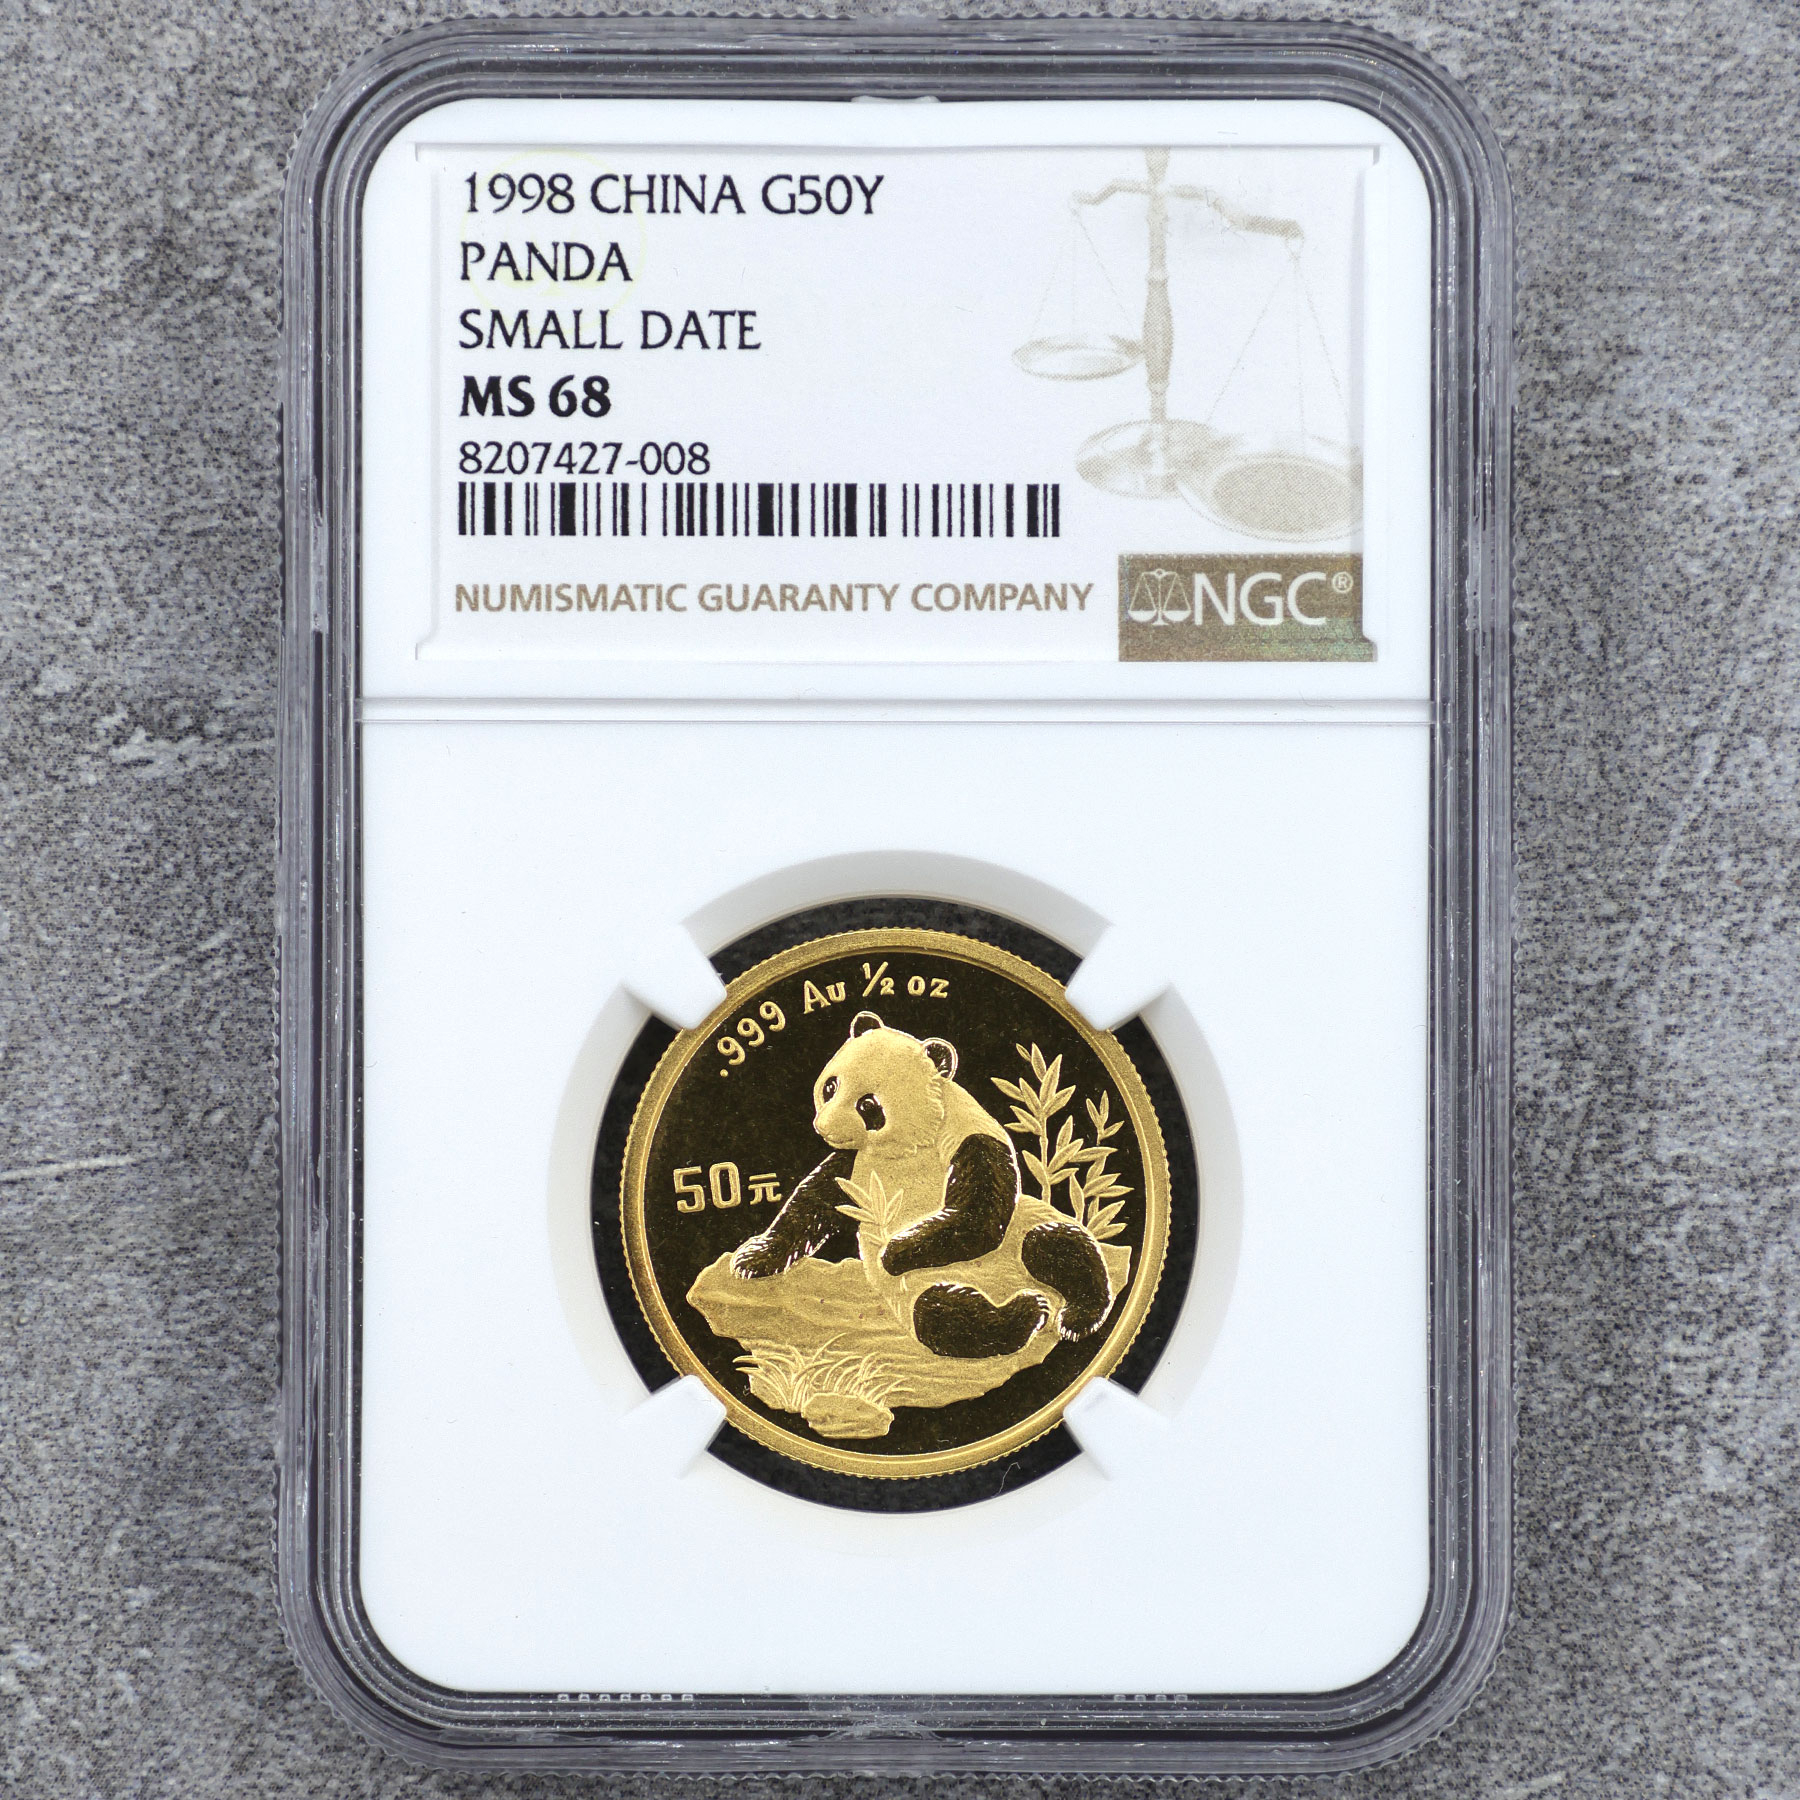 1998 CHINA G50Y
PANDA
SMALL DATE
MS 68
8207427-008
NUMISMATIC GUARANTY COMPANY
NGC®
.999 Au ½ oz
50元